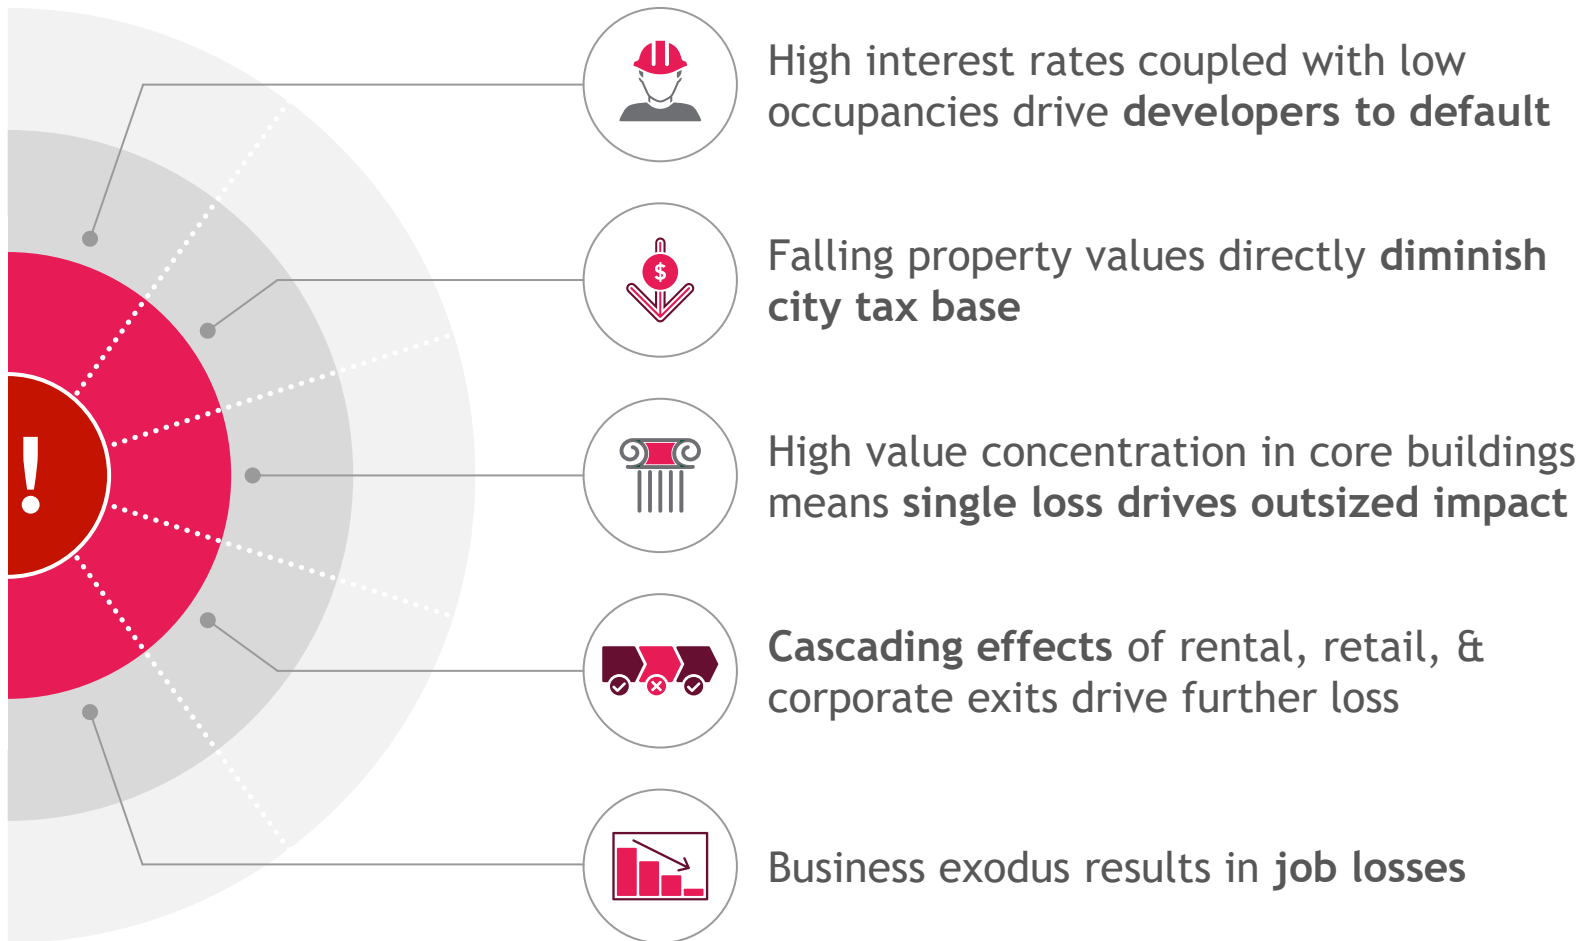 !
High interest rates coupled with low
occupancies drive developers to default
$
Falling property values directly diminish
city tax base
High value concentration in core buildings
means single loss drives outsized impact
Cascading effects of rental, retail, &
corporate exits drive further loss
Business exodus results in job losses